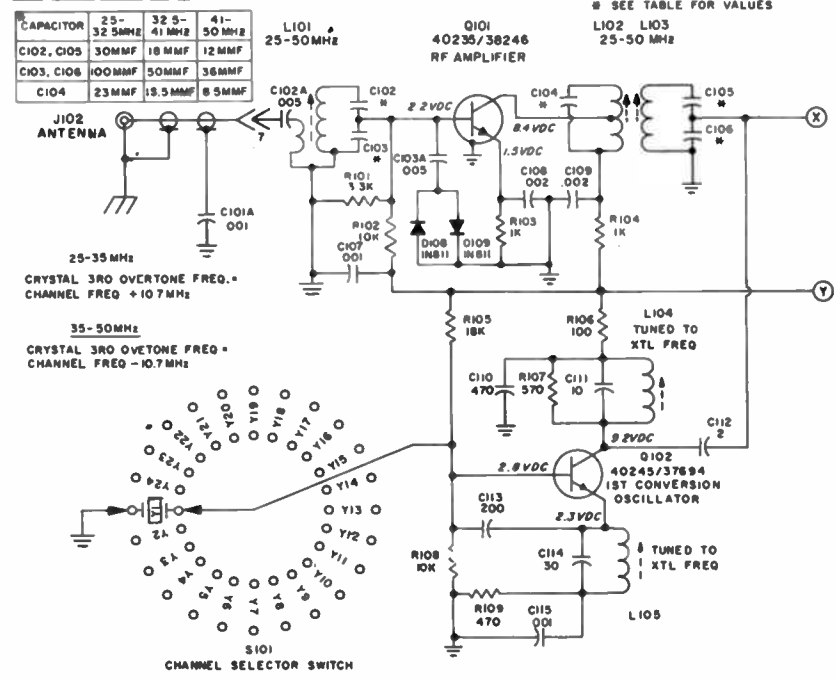 * SEE TABLE FOR VALUES
* CAPACITOR 25-32.5MHz 32.5-41 MHz 41-50 MHz
C102, C105 30MMF 18 MMF 12 MMF
C103, C106 100MMF 50MMF 36MMF
C104 23MMF 13.5MMF 8.5MMF
L101
25-50MHz
Q101
40235/38246
RF AMPLIFIER
L102 L103
25-50 MHz
J102
ANTENNA
7
C102A
.005
C102
*
C103
*
2.2VDC
8.4VDC
1.5VDC
C104
*
C105
*
C106
*
X
C101A
.001
R101
3.3K
R102
10K
C107
.001
C103A
.005
D108
1N811
D109
1N811
R103
1K
C108
.002
C109
.002
R104
1K
Y
25-35 MHz
CRYSTAL 3RO OVERTONE FREQ. =
CHANNEL FREQ +10.7 MHz
35-50MHz
CRYSTAL 3RO OVETONE FREQ =
CHANNEL FREQ -10.7 MHz
R105
18K
R106
100
L104
TUNED TO
XTL FREQ
C110
470
R107
570
C111
10
C112
2
9.2VDC
Q102
40245/37694
1ST CONVERSION
OSCILLATOR
2.8VDC
2.3VDC
C113
200
R108
10K
C114
30
TUNED TO
XTL FREQ
R109
470
C115
.001
L105
Y1
Y2
Y3
Y4
Y5
Y6
Y7
Y8
Y9
Y10
Y11
Y12
Y13
Y14
Y15
Y16
Y17
Y18
Y19
Y20
Y21
Y22
Y23
Y24
S101
CHANNEL SELECTOR SWITCH